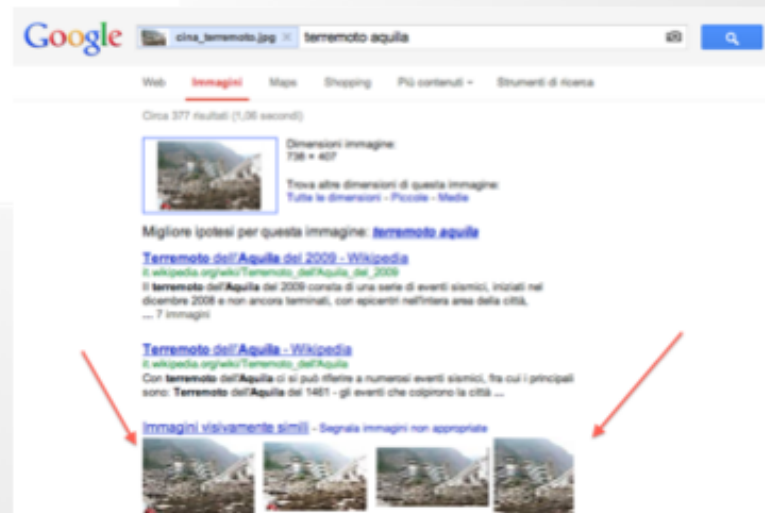 Google cina_terremoto.jpg × terremoto aquila
Web Immagini Maps Shopping Più contenuti Strumenti di ricerca
Circa 377 risultati (1,06 secondi)
Dimensioni immagine:
736 × 407
Trova altre dimensioni di questa immagine:
Tutte le dimensioni - Piccole - Medie
Migliore ipotesi per questa immagine: terremoto aquila
Terremoto dell'Aquila del 2009 - Wikipedia
it.wikipedia.org/wiki/Terremoto_dell'Aquila_del_2009
Il terremoto dell'Aquila del 2009 consta di una serie di eventi sismici, iniziati nel
dicembre 2008 e non ancora terminati, con epicentri nell'intera area della città,
... 7 immagini
Terremoto dell'Aquila - Wikipedia
it.wikipedia.org/wiki/Terremoto_dell'Aquila
Con terremoto dell'Aquila ci si può riferire a numerosi eventi sismici, fra cui i principali
sono: Terremoto dell'Aquila del 1461 - gli eventi che colpirono la città ...
Immagini visivamente simili - Segnala immagini non appropriate